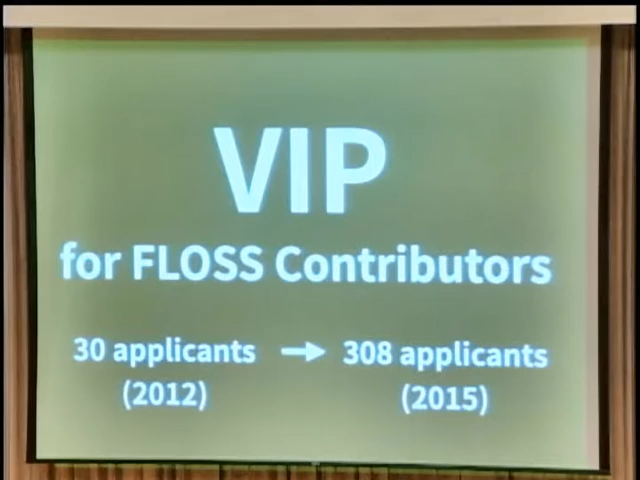 VIP
for FLOSS Contributors
30 applicants → 308 applicants
(2012) (2015)